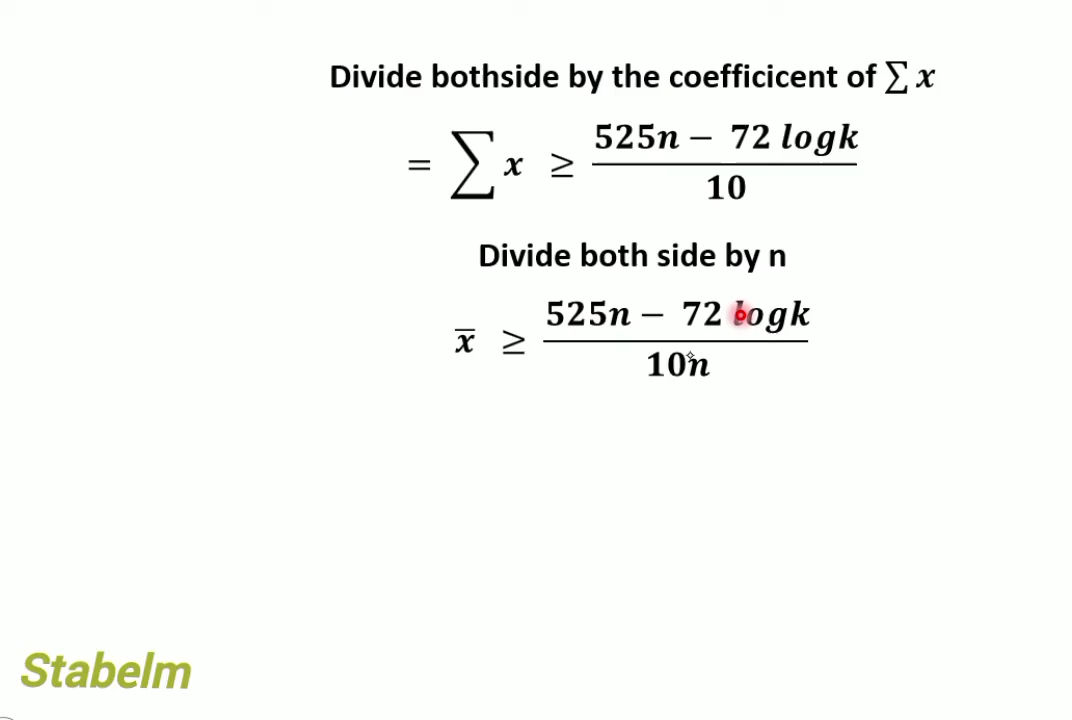 Divide bothside by the coefficicent of ∑ x
= ∑ x ≥ (525n − 72 logk) / 10
Divide both side by n
x̅ ≥ (525n − 72 logk) / 10n
Stabelm